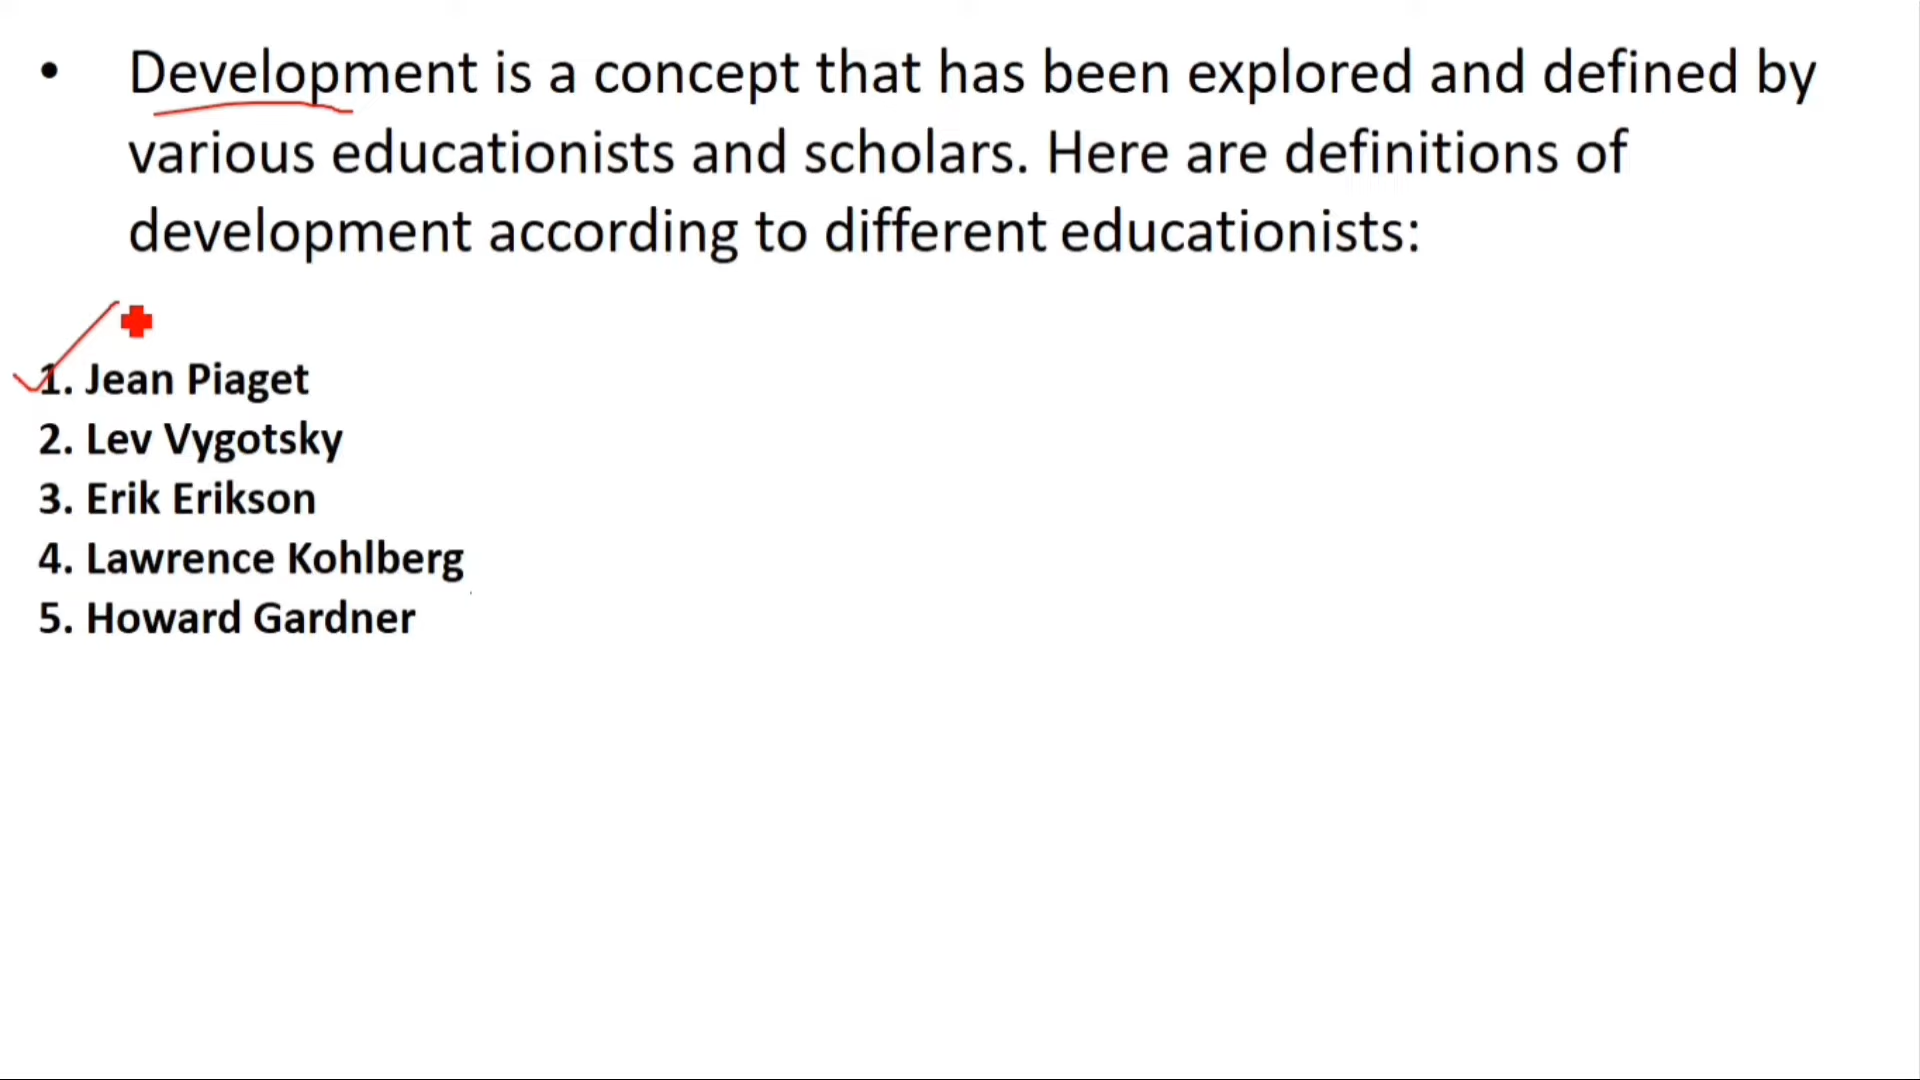 • Development is a concept that has been explored and defined by
various educationists and scholars. Here are definitions of
development according to different educationists:
1. Jean Piaget
2. Lev Vygotsky
3. Erik Erikson
4. Lawrence Kohlberg
5. Howard Gardner